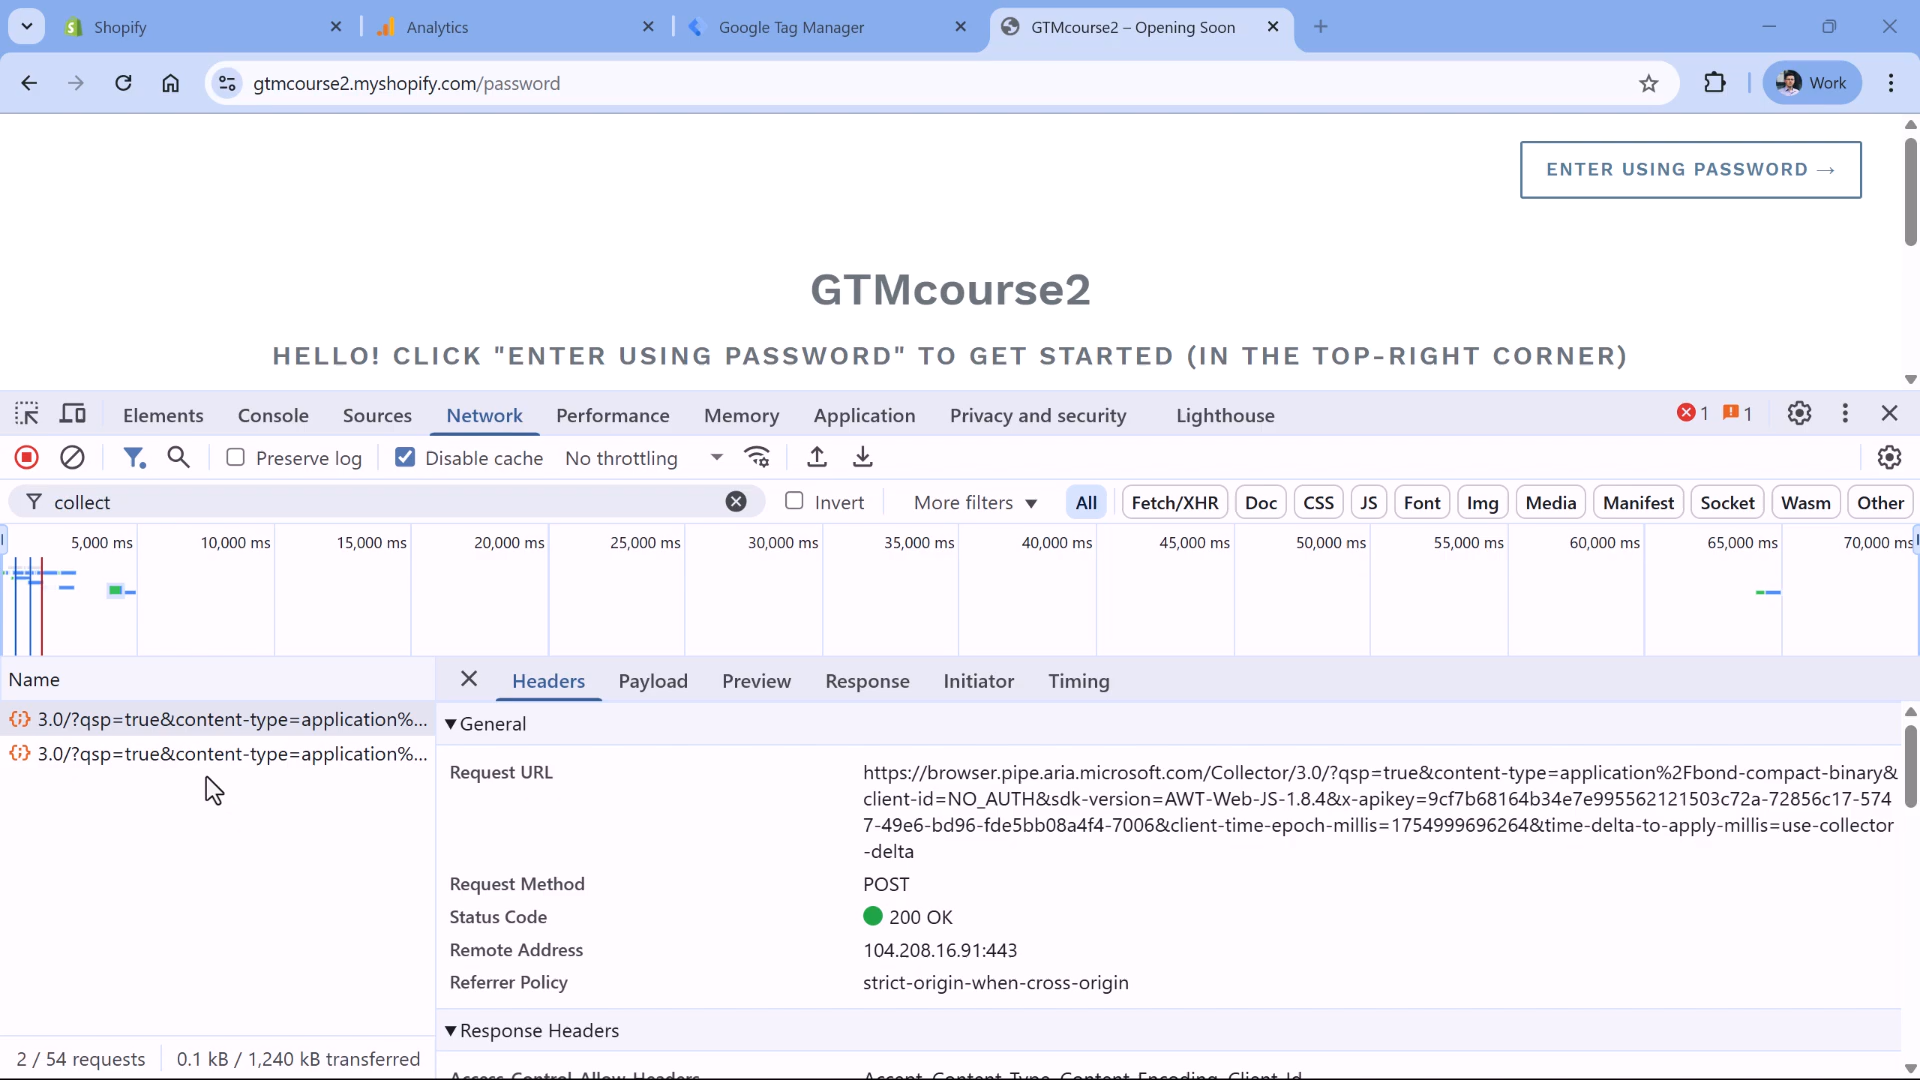 Shopify
Analytics
Google Tag Manager
GTMcourse2 – Opening Soon
gtmcourse2.myshopify.com/password
Work
ENTER USING PASSWORD →
GTMcourse2
HELLO! CLICK "ENTER USING PASSWORD" TO GET STARTED (IN THE TOP-RIGHT CORNER)
Elements Console Sources Network Performance Memory Application Privacy and security Lighthouse 1 1
Preserve log Disable cache No throttling
collect Invert More filters All Fetch/XHR Doc CSS JS Font Img Media Manifest Socket Wasm Other
5,000 ms 10,000 ms 15,000 ms 20,000 ms 25,000 ms 30,000 ms 35,000 ms 40,000 ms 45,000 ms 50,000 ms 55,000 ms 60,000 ms 65,000 ms 70,000 ms
Name
3.0/?qsp=true&content-type=application%...
3.0/?qsp=true&content-type=application%...
2 / 54 requests 0.1 kB / 1,240 kB transferred
Headers Payload Preview Response Initiator Timing
General
Request URL
https://browser.pipe.aria.microsoft.com/Collector/3.0/?qsp=true&content-type=application%2Fbond-compact-binary&
client-id=NO_AUTH&sdk-version=AWT-Web-JS-1.8.4&x-apikey=9cf7b68164b34e7e995562121503c72a-72856c17-574
7-49e6-bd96-fde5bb08a4f4-7006&client-time-epoch-millis=1754999696264&time-delta-to-apply-millis=use-collector
-delta
Request Method POST
Status Code 200 OK
Remote Address 104.208.16.91:443
Referrer Policy strict-origin-when-cross-origin
Response Headers
Access-Control-Allow-Headers Accept, Content-Type, Content-Encoding, Client-Id